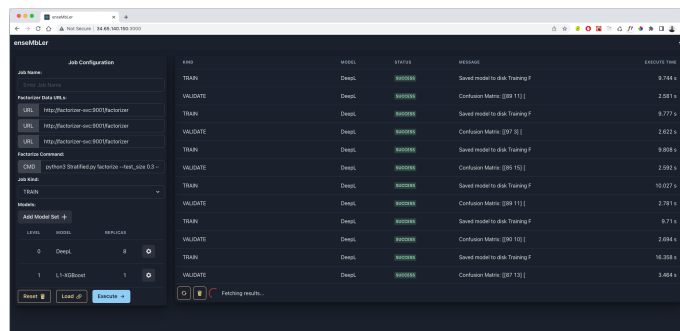 enseMbLer
Not Secure | 34.69.140.150:3000
enseMbLer
Job Configuration
Job Name:
Enter Job Name
Factorizer Data URLs:
URL http://factorizer-svc:9001/factorizer
URL http://factorizer-svc:9001/factorizer
URL http://factorizer-svc:9001/factorizer
Factorize Command:
CMD python3 Stratified.py factorize --test_size 0.3 --
Job Kind:
TRAIN
Models:
Add Model Set +
LEVEL MODEL REPLICAS
0 DeepL 8
1 L1-XGBoost 1
Reset Load Execute →
KIND MODEL STATUS MESSAGE EXECUTE TIME
TRAIN DeepL SUCCESS Saved model to disk Training F 9.744 s
VALIDATE DeepL SUCCESS Confusion Matrix: [[89 11] [ 2.581 s
TRAIN DeepL SUCCESS Saved model to disk Training F 9.777 s
VALIDATE DeepL SUCCESS Confusion Matrix: [[97 3] [ 2.622 s
TRAIN DeepL SUCCESS Saved model to disk Training F 9.808 s
VALIDATE DeepL SUCCESS Confusion Matrix: [[85 15] [ 2.592 s
TRAIN DeepL SUCCESS Saved model to disk Training F 10.027 s
VALIDATE DeepL SUCCESS Confusion Matrix: [[89 11] [ 2.781 s
TRAIN DeepL SUCCESS Saved model to disk Training F 9.71 s
VALIDATE DeepL SUCCESS Confusion Matrix: [[90 10] [ 2.694 s
TRAIN DeepL SUCCESS Saved model to disk Training F 16.358 s
VALIDATE DeepL SUCCESS Confusion Matrix: [[87 13] [ 3.464 s
Fetching results...